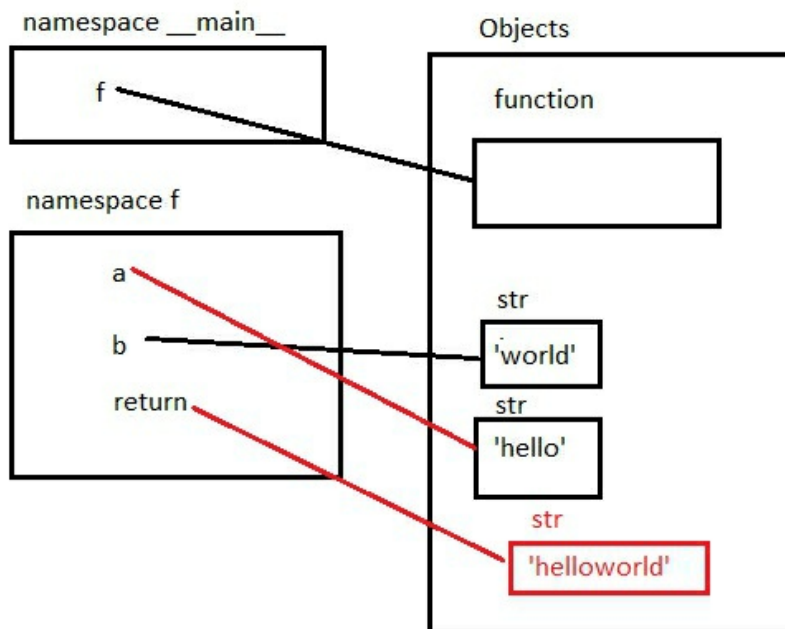 namespace __main__
f
namespace f
a
b
return
Objects
function
str
'world'
str
'hello'
str
'helloworld'